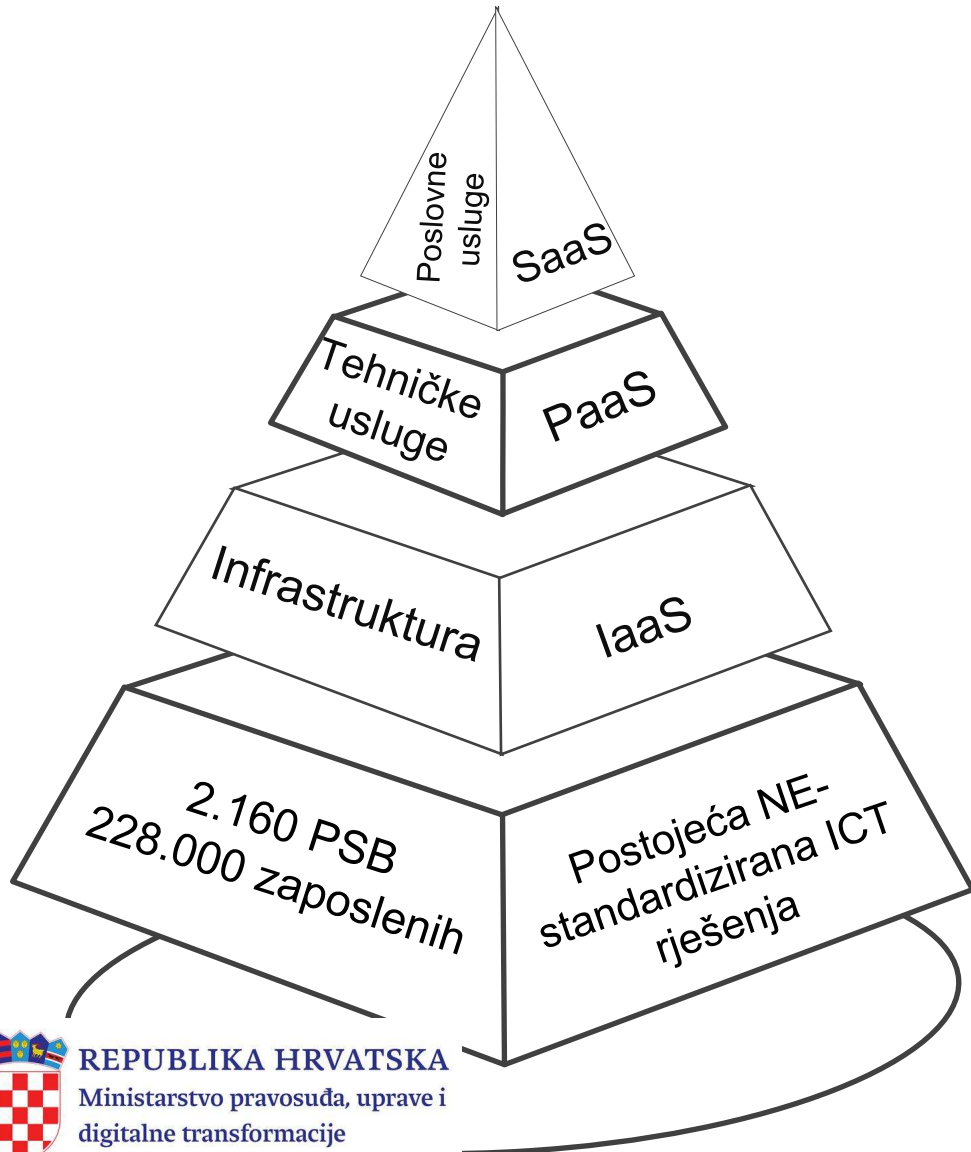 Poslovne
usluge
SaaS
Tehničke
usluge
PaaS
Infrastruktura
IaaS
2.160 PSB
228.000 zaposlenih
Postojeća NE-
standardizirana ICT
rješenja
REPUBLIKA HRVATSKA
Ministarstvo pravosuđa, uprave i
digitalne transformacije